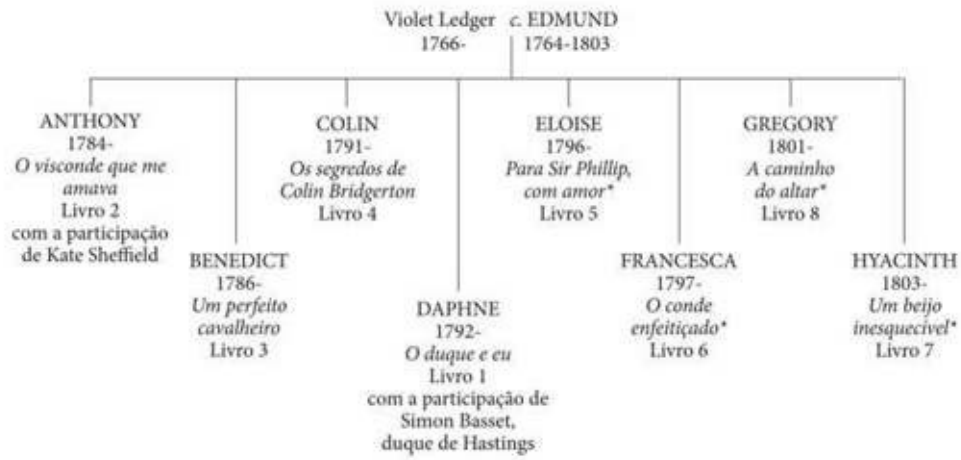 Violet Ledger c. EDMUND
1766- 1764-1803
ANTHONY
1784-
O visconde que me
amava
Livro 2
com a participação
de Kate Sheffield
BENEDICT
1786-
Um perfeito
cavalheiro
Livro 3
COLIN
1791-
Os segredos de
Colin Bridgerton
Livro 4
DAPHNE
1792-
O duque e eu
Livro 1
com a participação de
Simon Basset,
duque de Hastings
ELOISE
1796-
Para Sir Phillip,
com amor*
Livro 5
FRANCESCA
1797-
O conde
enfeitiçado*
Livro 6
GREGORY
1801-
A caminho
do altar*
Livro 8
HYACINTH
1803-
Um beijo
inesquecível*
Livro 7